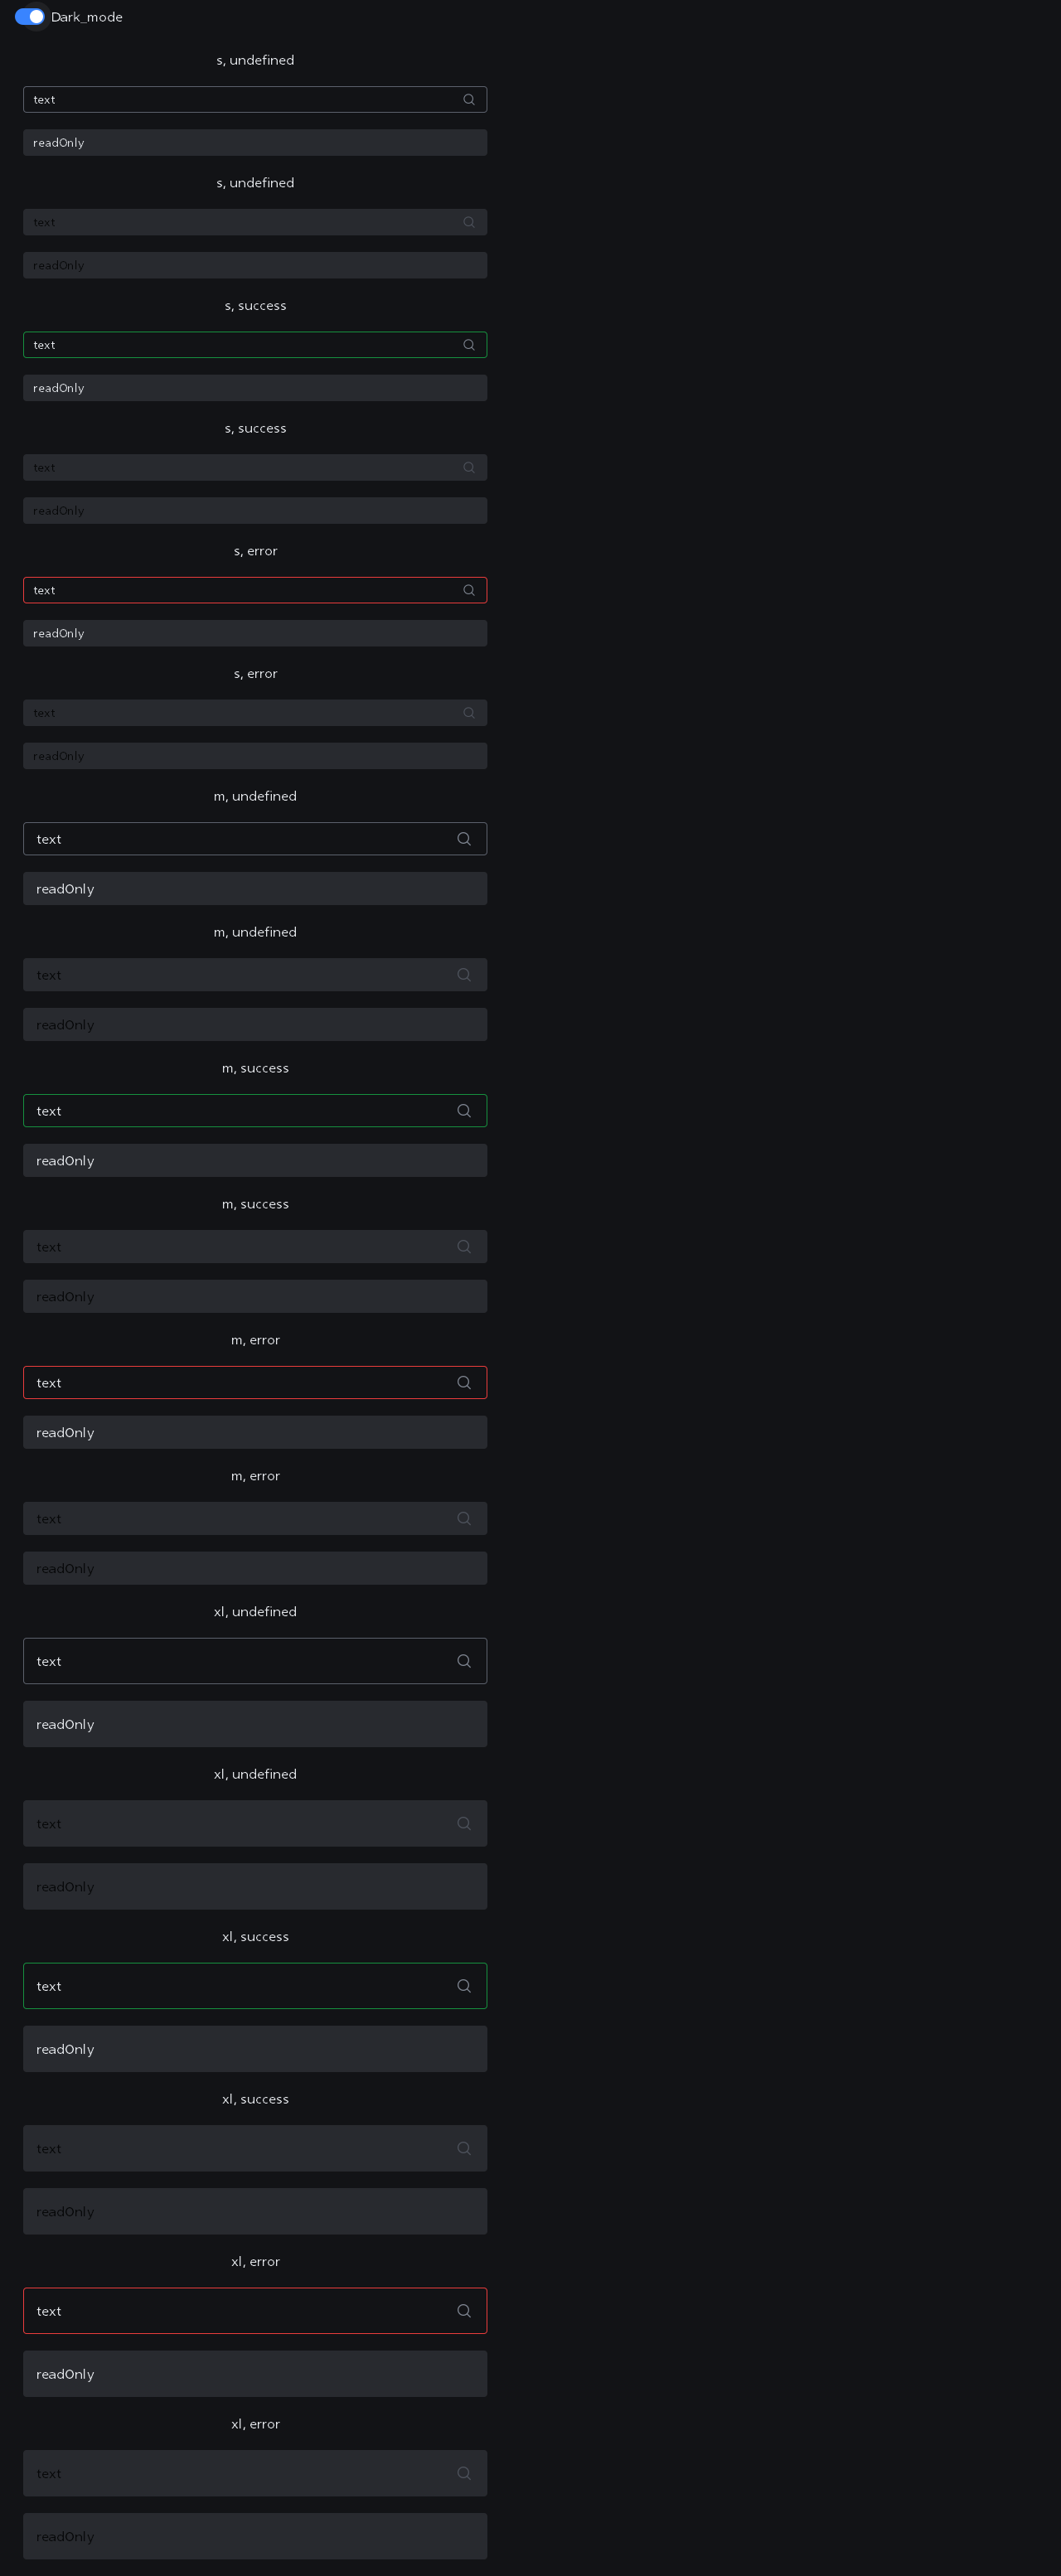 Dark_mode
s, undefined
text
readOnly
s, undefined
text
readOnly
s, success
text
readOnly
s, success
text
readOnly
s, error
text
readOnly
s, error
text
readOnly
m, undefined
text
readOnly
m, undefined
text
readOnly
m, success
text
readOnly
m, success
text
readOnly
m, error
text
readOnly
m, error
text
readOnly
xl, undefined
text
readOnly
xl, undefined
text
readOnly
xl, success
text
readOnly
xl, success
text
readOnly
xl, error
text
readOnly
xl, error
text
readOnly